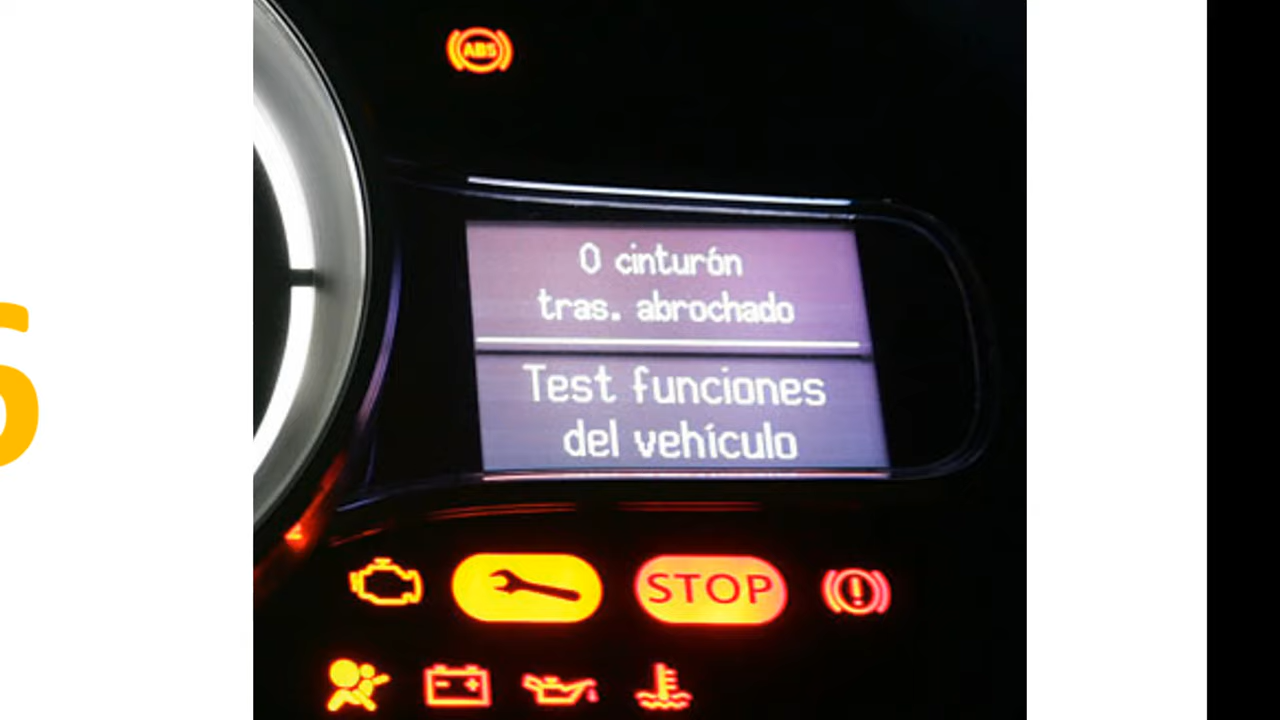 ABS
0 cinturón
tras. abrochado
Test funciones
del vehículo
STOP